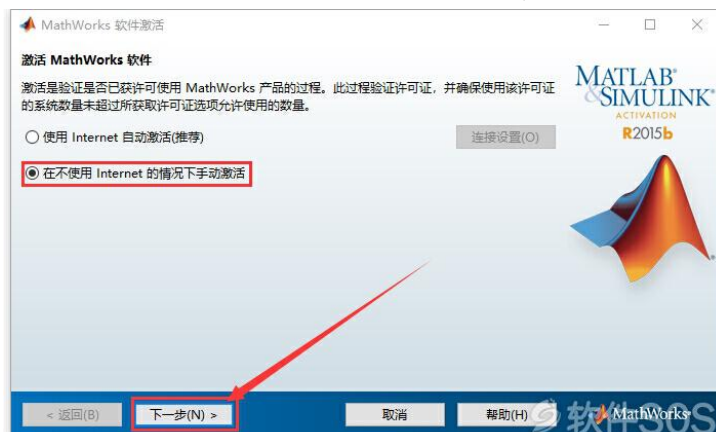 MathWorks 软件激活
激活 MathWorks 软件
激活是验证是否已获许可使用 MathWorks 产品的过程。此过程验证许可证，并确保使用该许可证
的系统数量未超过所获取许可证选项允许使用的数量。
使用 Internet 自动激活(推荐)
连接设置(O)
在不使用 Internet 的情况下手动激活
MATLAB®
&SIMULINK®
ACTIVATION
R2015b
< 返回(B)
下一步(N) >
取消
帮助(H)
MathWorks®
软件SOS